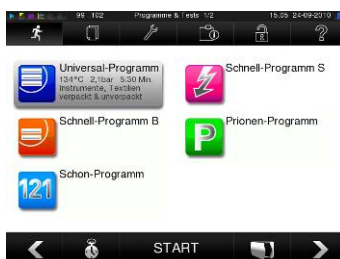 99 102 Programme & Tests 1/2 15:05 24-09-2010
?
Universal-Programm
134°C 2,1bar 5:30 Min.
Instrumente, Textilien
verpackt & unverpackt
Schnell-Programm S
Schnell-Programm B
P
Prionen-Programm
121
Schon-Programm
START